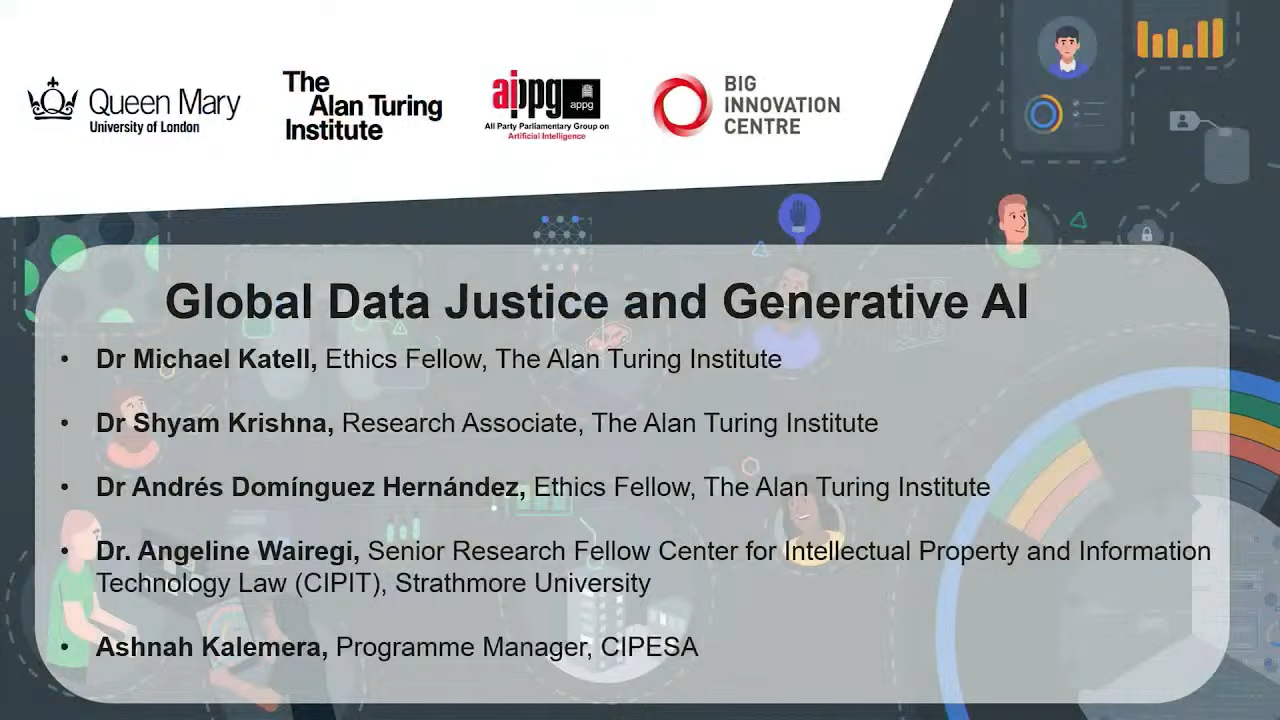 Queen Mary
University of London
The
Alan Turing
Institute
aippg
appg
All Party Parliamentary Group on
Artificial Intelligence
BIG
INNOVATION
CENTRE
Global Data Justice and Generative AI
• Dr Michael Katell, Ethics Fellow, The Alan Turing Institute
• Dr Shyam Krishna, Research Associate, The Alan Turing Institute
• Dr Andrés Domínguez Hernández, Ethics Fellow, The Alan Turing Institute
• Dr. Angeline Wairegi, Senior Research Fellow Center for Intellectual Property and Information
Technology Law (CIPIT), Strathmore University
• Ashnah Kalemera, Programme Manager, CIPESA